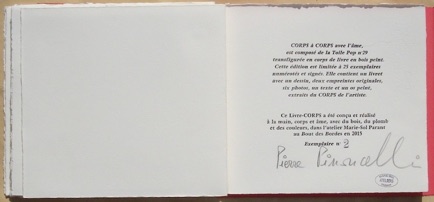 CORPS À CORPS avec l'âme,
est composé de la Taille Pop n°29
transfigurée en corps de livre en bois peint.
Cette édition est limitée à 25 exemplaires
numérotés et signés. Elle contient un livret
avec un dessin, deux empreintes originales,
six photos, un texte et un os peint,
extraits du CORPS de l'artiste.
Ce Livre-CORPS a été conçu et réalisé
à la main, corps et âme, avec du bois, du plomb
et des couleurs, dans l'atelier Marie-Sol Parant
au Bout des Bordes en 2015
Exemplaire n° 2
Pierre Pinoncelli